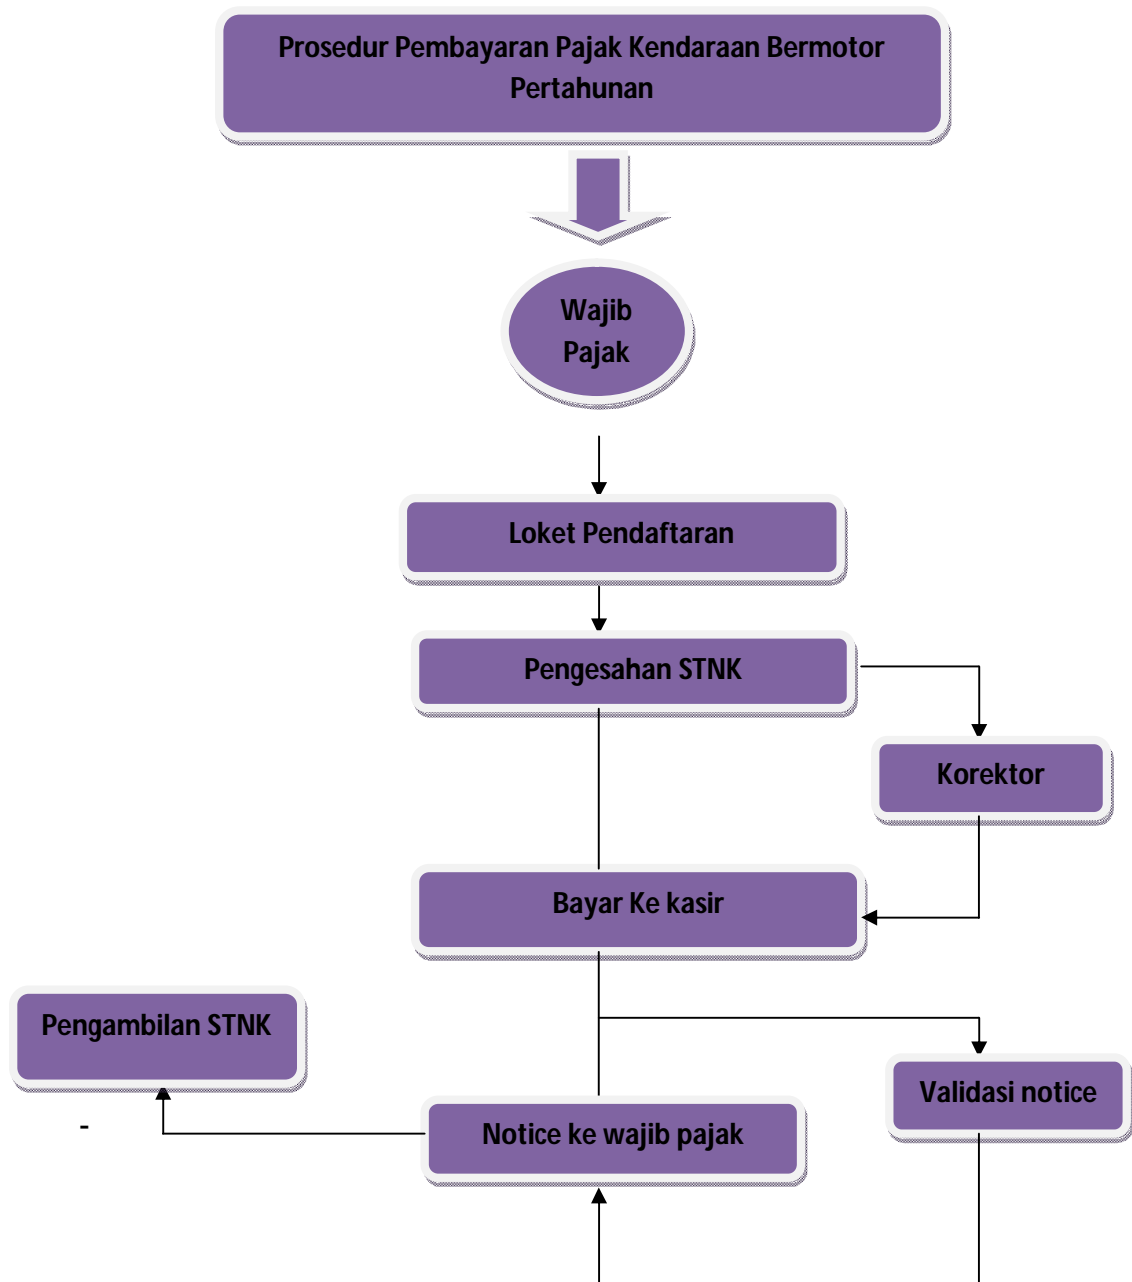 Prosedur Pembayaran Pajak Kendaraan Bermotor
Pertahunan
Wajib
Pajak
Loket Pendaftaran
Pengesahan STNK
Korektor
Bayar Ke kasir
Pengambilan STNK
Validasi notice
-
Notice ke wajib pajak